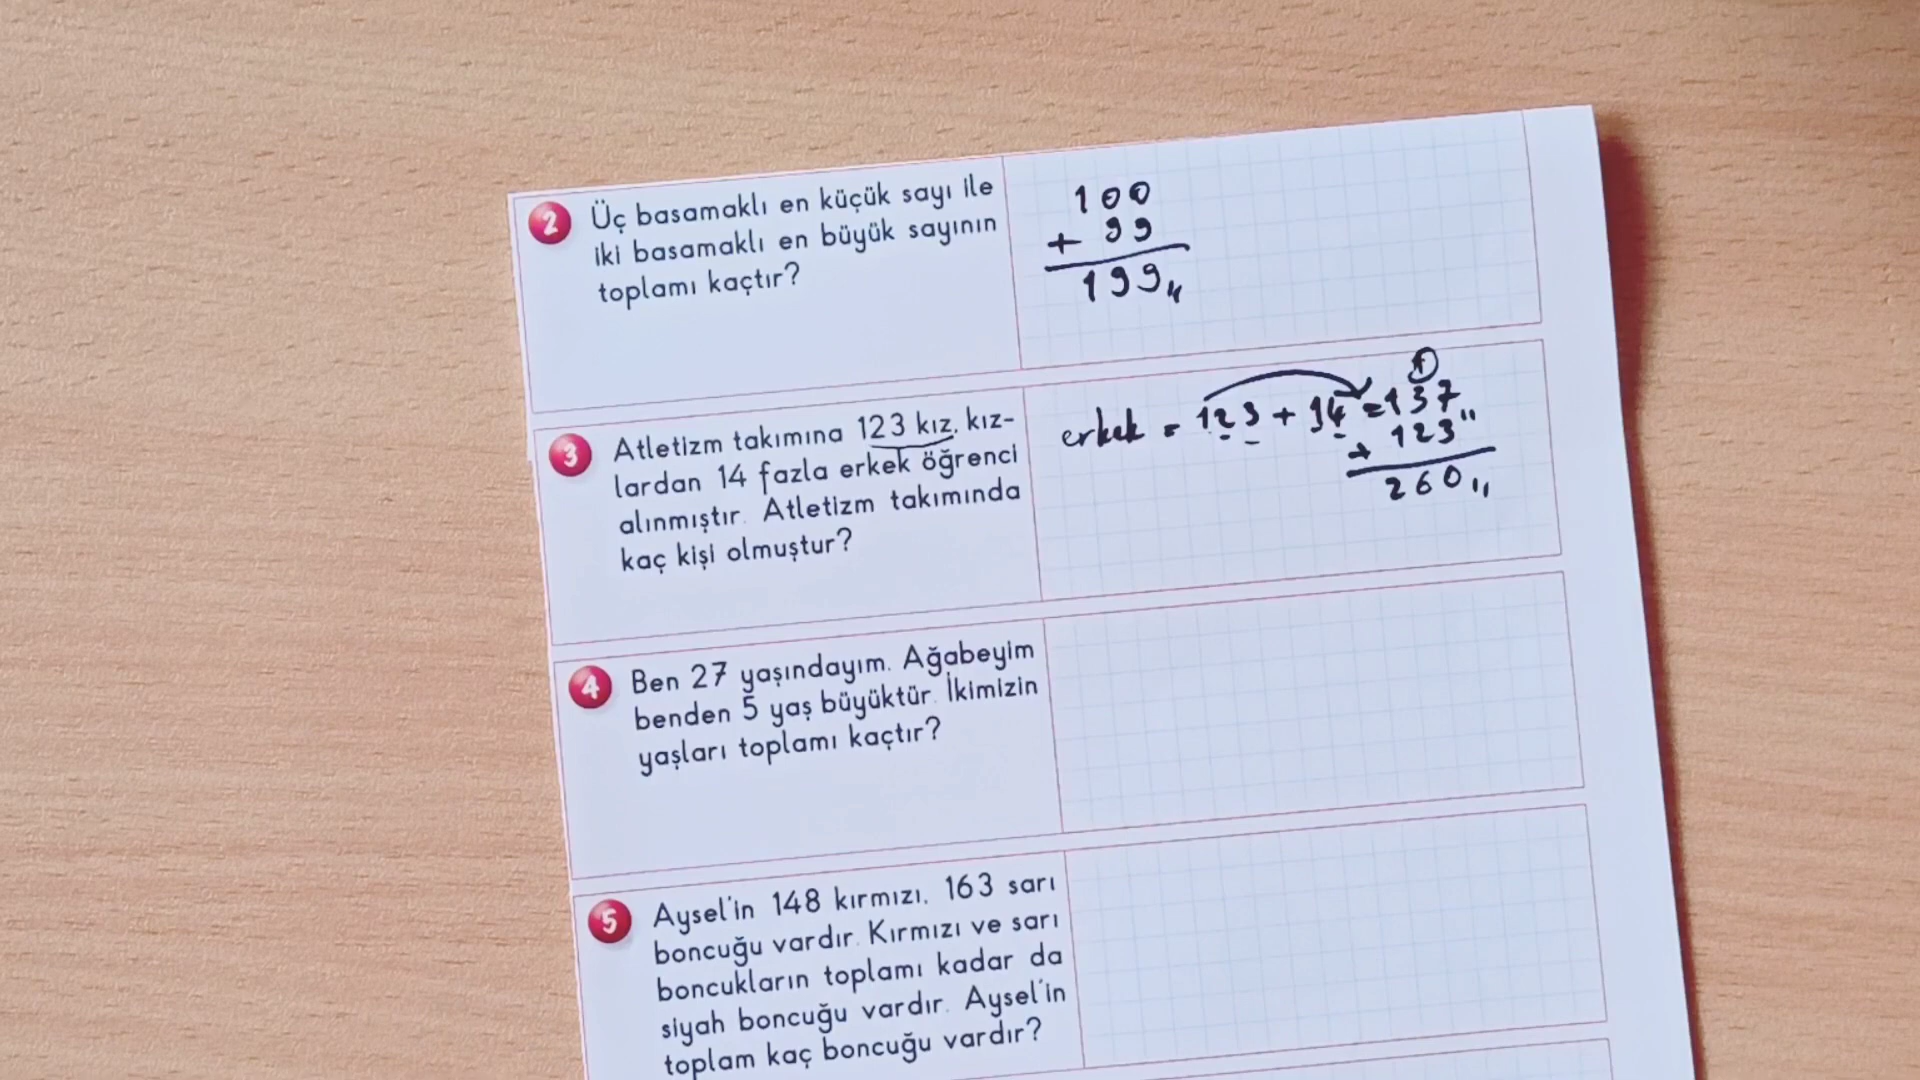 2 Üç basamaklı en küçük sayı ile
iki basamaklı en büyük sayının
toplamı kaçtır?
100
+ 99
199
3 Atletizm takımına 123 kız, kız-
lardan 14 fazla erkek öğrenci
alınmıştır. Atletizm takımında
kaç kişi olmuştur?
1
erkek = 123 + 14 = 137
+ 123
260
4 Ben 27 yaşındayım. Ağabeyim
benden 5 yaş büyüktür. İkimizin
yaşları toplamı kaçtır?
5 Aysel'in 148 kırmızı, 163 sarı
boncuğu vardır. Kırmızı ve sarı
boncukların toplamı kadar da
siyah boncuğu vardır. Aysel'in
toplam kaç boncuğu vardır?